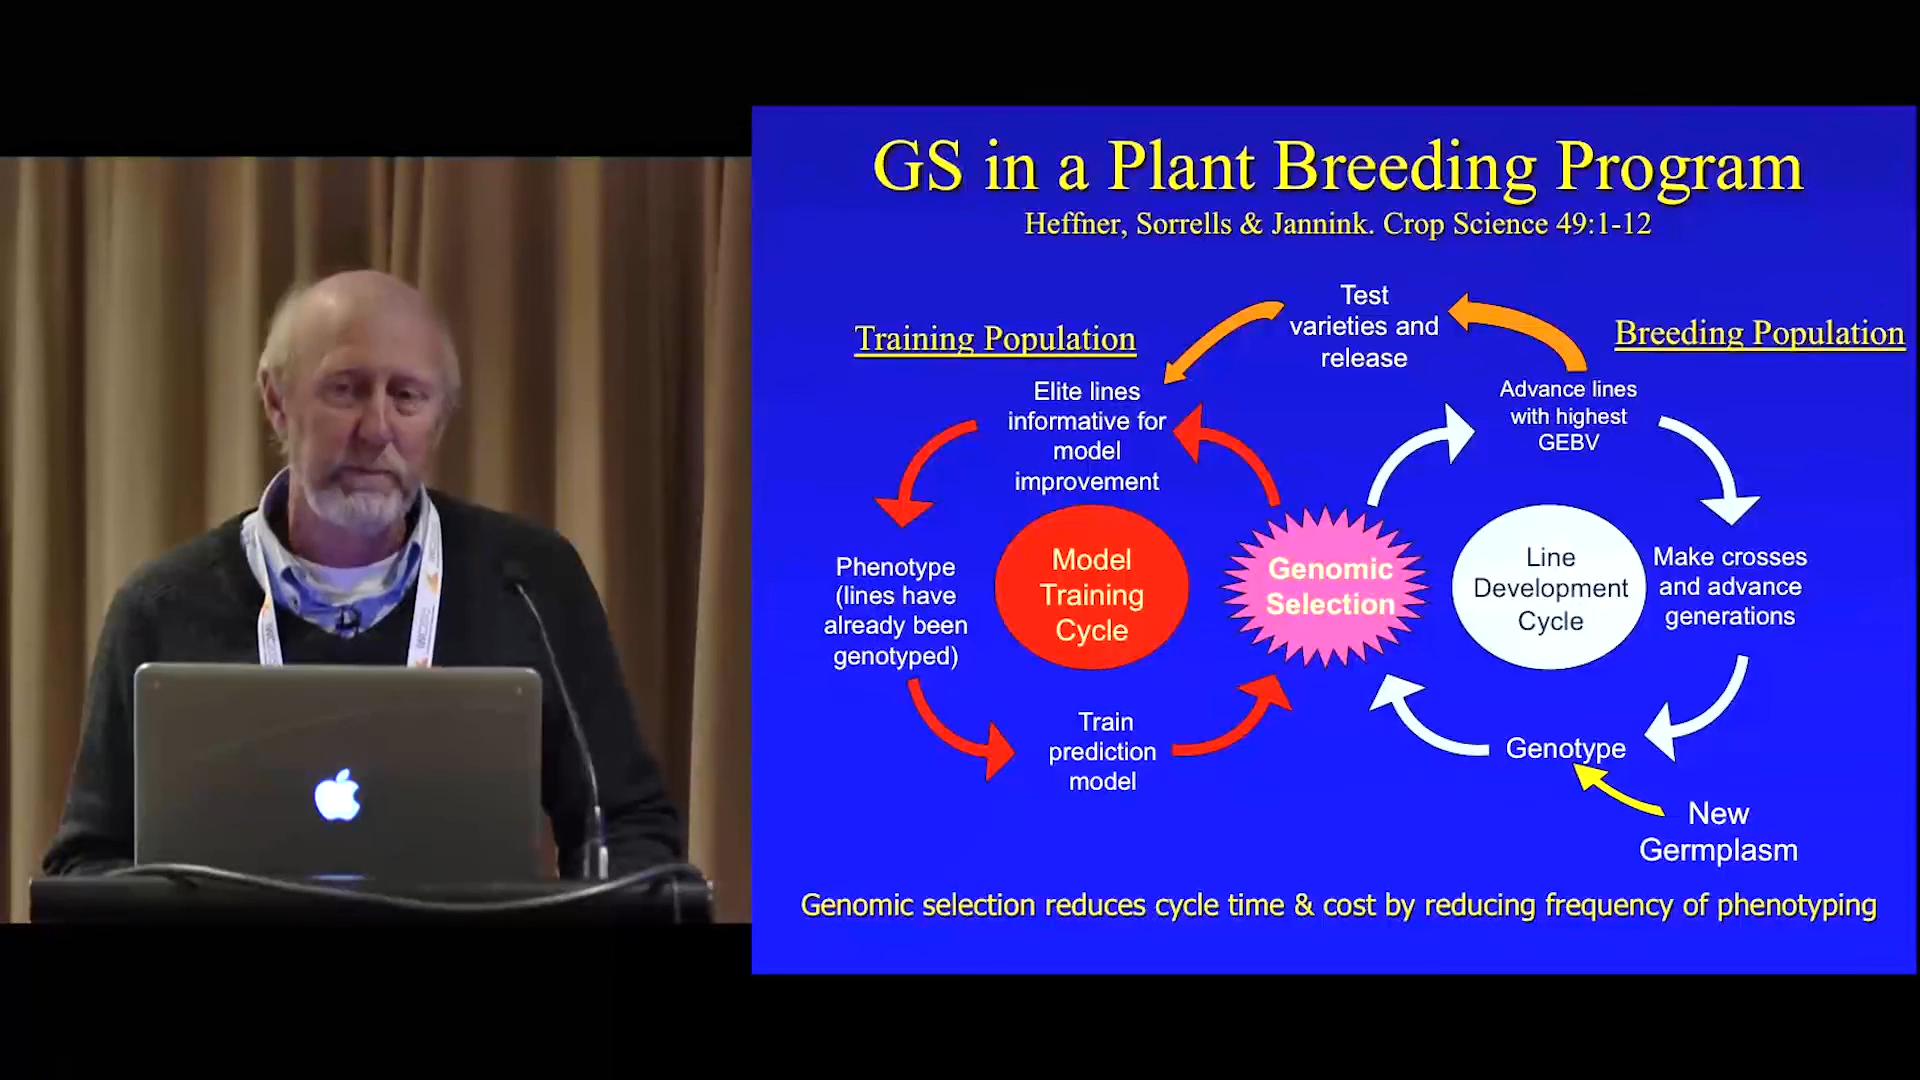 GS in a Plant Breeding Program
Heffner, Sorrells & Jannink. Crop Science 49:1-12
Training Population
Test
varieties and
release
Breeding Population
Elite lines
informative for
model
improvement
Advance lines
with highest
GEBV
Phenotype
(lines have
already been
genotyped)
Model
Training
Cycle
Genomic
Selection
Line
Development
Cycle
Make crosses
and advance
generations
Train
prediction
model
Genotype
New
Germplasm
Genomic selection reduces cycle time & cost by reducing frequency of phenotyping